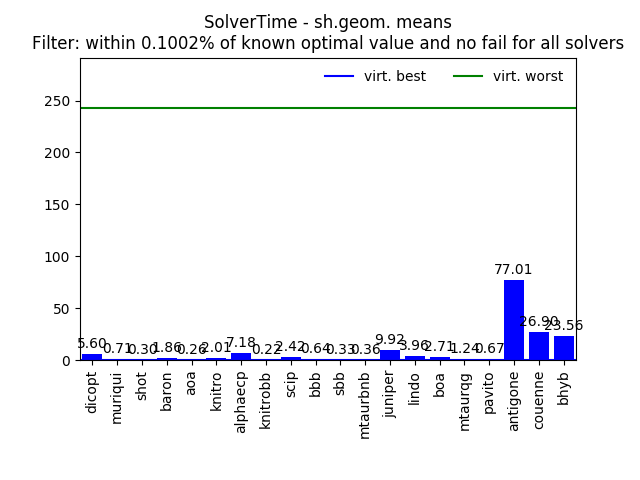 SolverTime - sh.geom. means
Filter: within 0.1002% of known optimal value and no fail for all solvers
virt. best virt. worst
250
200
150
100
50
0
5.60 0.71 0.30 1.86 0.26 2.01 7.18 0.22 2.42 0.64 0.33 0.36 9.92 3.96 2.71 1.24 0.67 77.01 26.90 23.56
dicopt muriqui shot baron aoa knitro alphaecp knitrobb scip bbb sbb mtaurbnb juniper lindo boa mtaurqg pavito antigone couenne bhyb